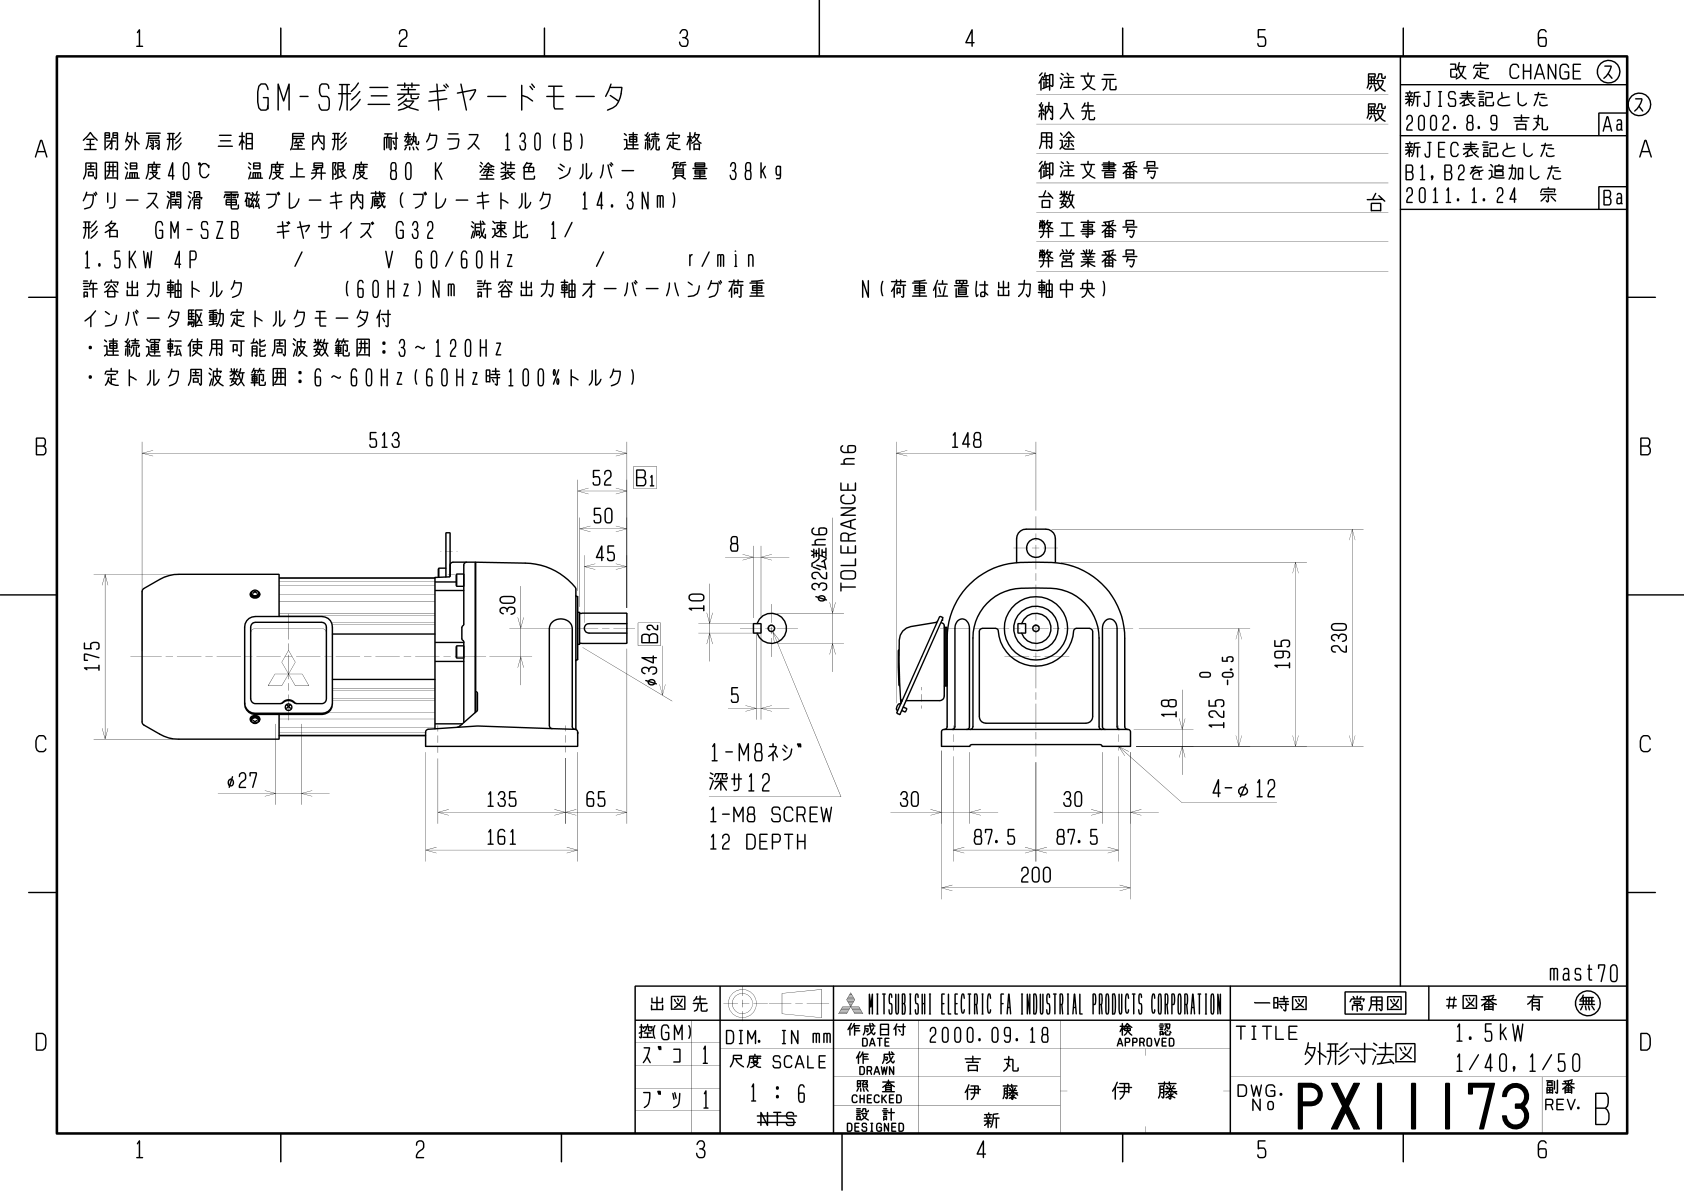 1 2 3 4 5 6
GM-S形三菱ギヤードモータ
全閉外扇形 三相 屋内形 耐熱クラス 130(B) 連続定格
周囲温度40℃ 温度上昇限度 80 K 塗装色 シルバー 質量 38kg
グリース潤滑 電磁ブレーキ内蔵(ブレーキトルク 14.3Nm)
形名 GM-SZB ギヤサイズ G32 減速比 1/
1.5KW 4P / V 60/60Hz / r/min
許容出力軸トルク (60Hz)Nm 許容出力軸オーバーハング荷重 N(荷重位置は出力軸中央)
インバータ駆動定トルクモータ付
・連続運転使用可能周波数範囲:3~120Hz
・定トルク周波数範囲:6~60Hz(60Hz時100%トルク)
御注文元 殿
納入先 殿
用途
御注文書番号
台数 台
弊工事番号
弊営業番号
改定 CHANGE ス
新JIS表記とした
2002.8.9 吉丸 Aa
新JEC表記とした
B1,B2を追加した
2011.1.24 宗 Ba
ス
A A
B B
C C
D D
513
52 B1
50
45
30
B2
φ34
175
φ27
135 65
161
8
10
5
φ32公差h6
TOLERANCE h6
1-M8ネジ
深サ12
1-M8 SCREW
12 DEPTH
148
230
195
125 0 -0.5
18
4-φ12
30 30
87.5 87.5
200
mast70
出図先
控(GM)
ズコ 1
ブツ 1
DIM. IN mm
尺度 SCALE
1 : 6
NTS
MITSUBISHI ELECTRIC FA INDUSTRIAL PRODUCTS CORPORATION
作成日付 DATE 2000.09.18
作成 DRAWN 吉丸
照査 CHECKED 伊藤
設計 DESIGNED 新
検認 APPROVED
伊藤
一時図 常用図 #図番 有 無
TITLE 外形寸法図
1.5kW
1/40,1/50
DWG. No PX11173
副番 REV. B
1 2 3 4 5 6